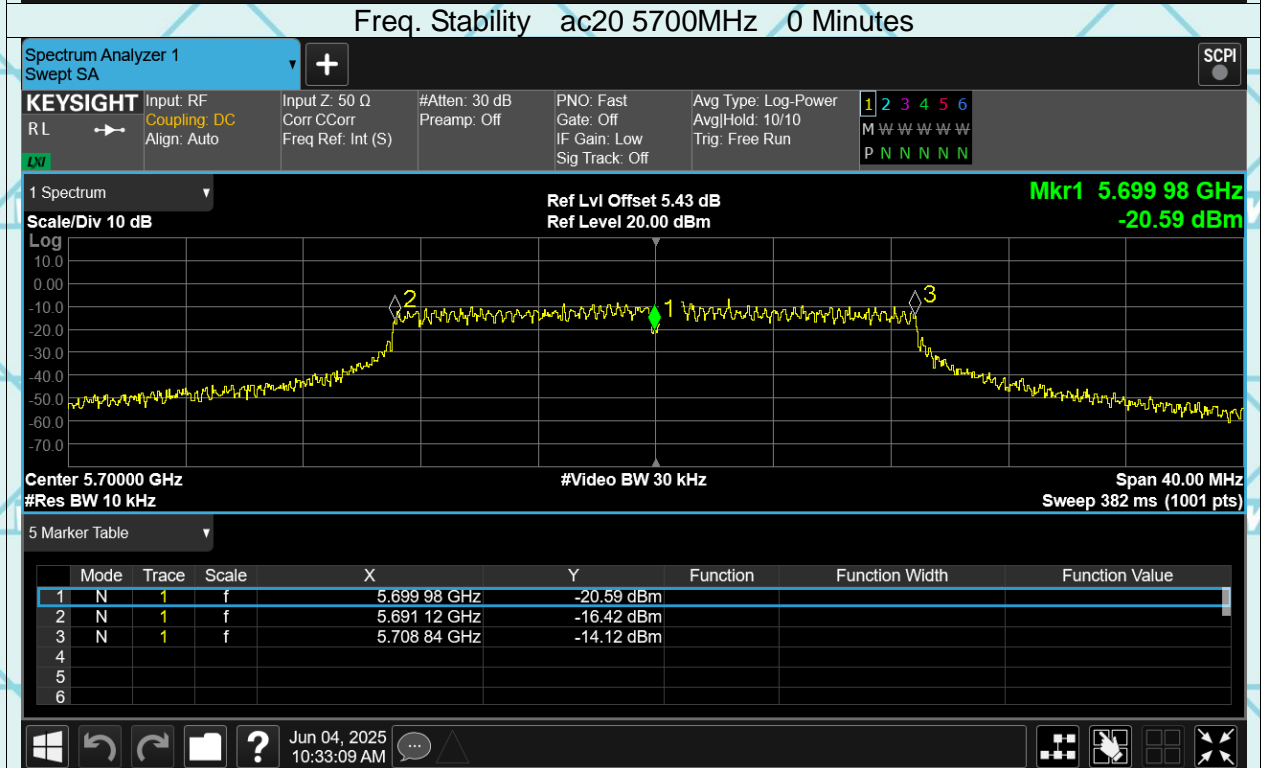 Freq. Stability ac20 5700MHz 0 Minutes
Spectrum Analyzer 1
Swept SA
SCPI
KEYSIGHT
RL
LXI
Input: RF
Coupling: DC
Align: Auto
Input Z: 50 Ω
Corr CCorr
Freq Ref: Int (S)
#Atten: 30 dB
Preamp: Off
PNO: Fast
Gate: Off
IF Gain: Low
Sig Track: Off
Avg Type: Log-Power
Avg|Hold: 10/10
Trig: Free Run
1 2 3 4 5 6
M W W W W W W
P N N N N N N
1 Spectrum
Scale/Div 10 dB
Ref Lvl Offset 5.43 dB
Ref Level 20.00 dBm
Mkr1 5.699 98 GHz
-20.59 dBm
Log
10.0
0.00
-10.0
-20.0
-30.0
-40.0
-50.0
-60.0
-70.0
2
1
3
Center 5.70000 GHz
#Res BW 10 kHz
#Video BW 30 kHz
Span 40.00 MHz
Sweep 382 ms (1001 pts)
5 Marker Table
Mode Trace Scale X Y Function Function Width Function Value
1 N 1 f 5.699 98 GHz -20.59 dBm
2 N 1 f 5.691 12 GHz -16.42 dBm
3 N 1 f 5.708 84 GHz -14.12 dBm
4
5
6
Jun 04, 2025
10:33:09 AM